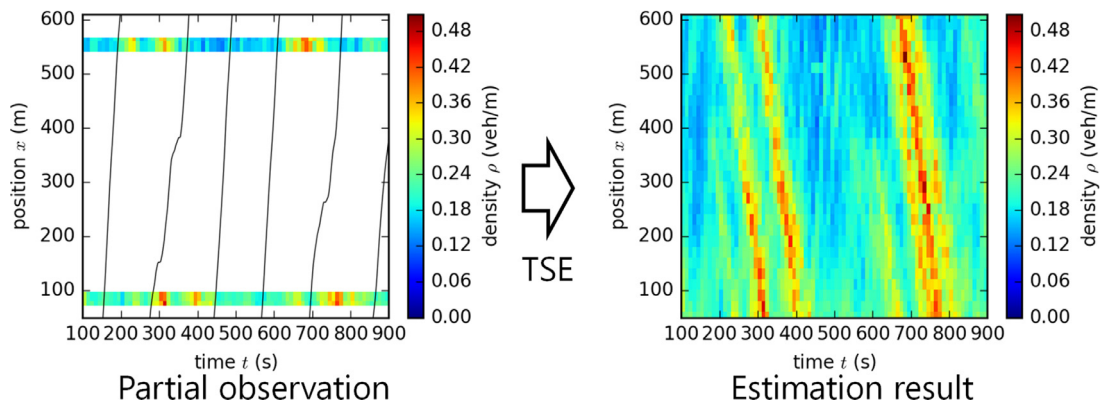 600
500
400
300
200
100
position x (m)
100 200 300 400 500 600 700 800 900
time t (s)
0.48
0.42
0.36
0.30
0.24
0.18
0.12
0.06
0.00
density ρ (veh/m)
Partial observation
TSE
600
500
400
300
200
100
position x (m)
100 200 300 400 500 600 700 800 900
time t (s)
0.48
0.42
0.36
0.30
0.24
0.18
0.12
0.06
0.00
density ρ (veh/m)
Estimation result